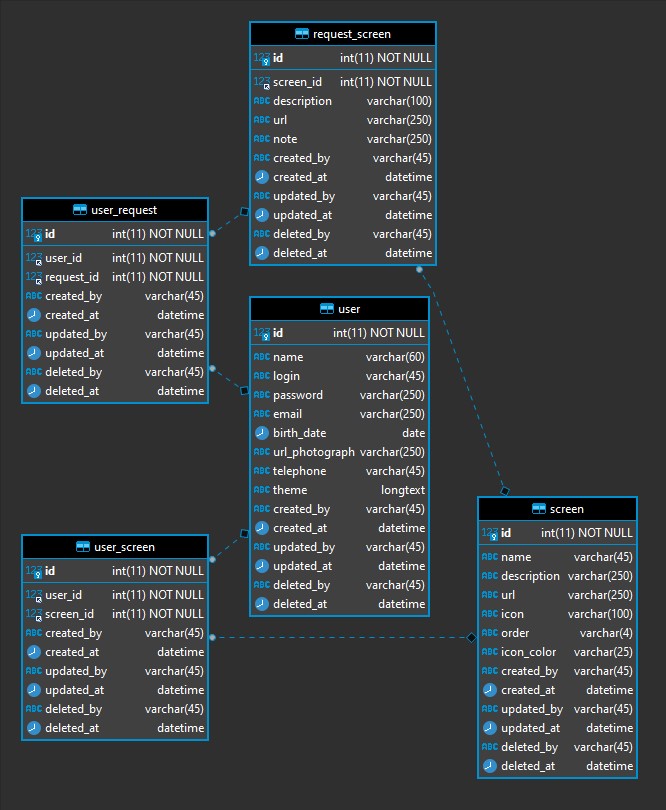 request_screen
123 id int(11) NOT NULL
123 screen_id int(11) NOT NULL
ABC description varchar(100)
ABC url varchar(250)
ABC note varchar(250)
ABC created_by varchar(45)
created_at datetime
ABC updated_by varchar(45)
updated_at datetime
ABC deleted_by varchar(45)
deleted_at datetime
user_request
123 id int(11) NOT NULL
123 user_id int(11) NOT NULL
123 request_id int(11) NOT NULL
ABC created_by varchar(45)
created_at datetime
ABC updated_by varchar(45)
updated_at datetime
ABC deleted_by varchar(45)
deleted_at datetime
user
123 id int(11) NOT NULL
ABC name varchar(60)
ABC login varchar(45)
ABC password varchar(250)
ABC email varchar(250)
birth_date date
ABC url_photograph varchar(250)
ABC telephone varchar(45)
ABC theme longtext
ABC created_by varchar(45)
created_at datetime
ABC updated_by varchar(45)
updated_at datetime
ABC deleted_by varchar(45)
deleted_at datetime
user_screen
123 id int(11) NOT NULL
123 user_id int(11) NOT NULL
123 screen_id int(11) NOT NULL
ABC created_by varchar(45)
created_at datetime
ABC updated_by varchar(45)
updated_at datetime
ABC deleted_by varchar(45)
deleted_at datetime
screen
123 id int(11) NOT NULL
ABC name varchar(45)
ABC description varchar(250)
ABC url varchar(250)
ABC icon varchar(100)
ABC order varchar(4)
ABC icon_color varchar(25)
ABC created_by varchar(45)
created_at datetime
ABC updated_by varchar(45)
updated_at datetime
ABC deleted_by varchar(45)
deleted_at datetime